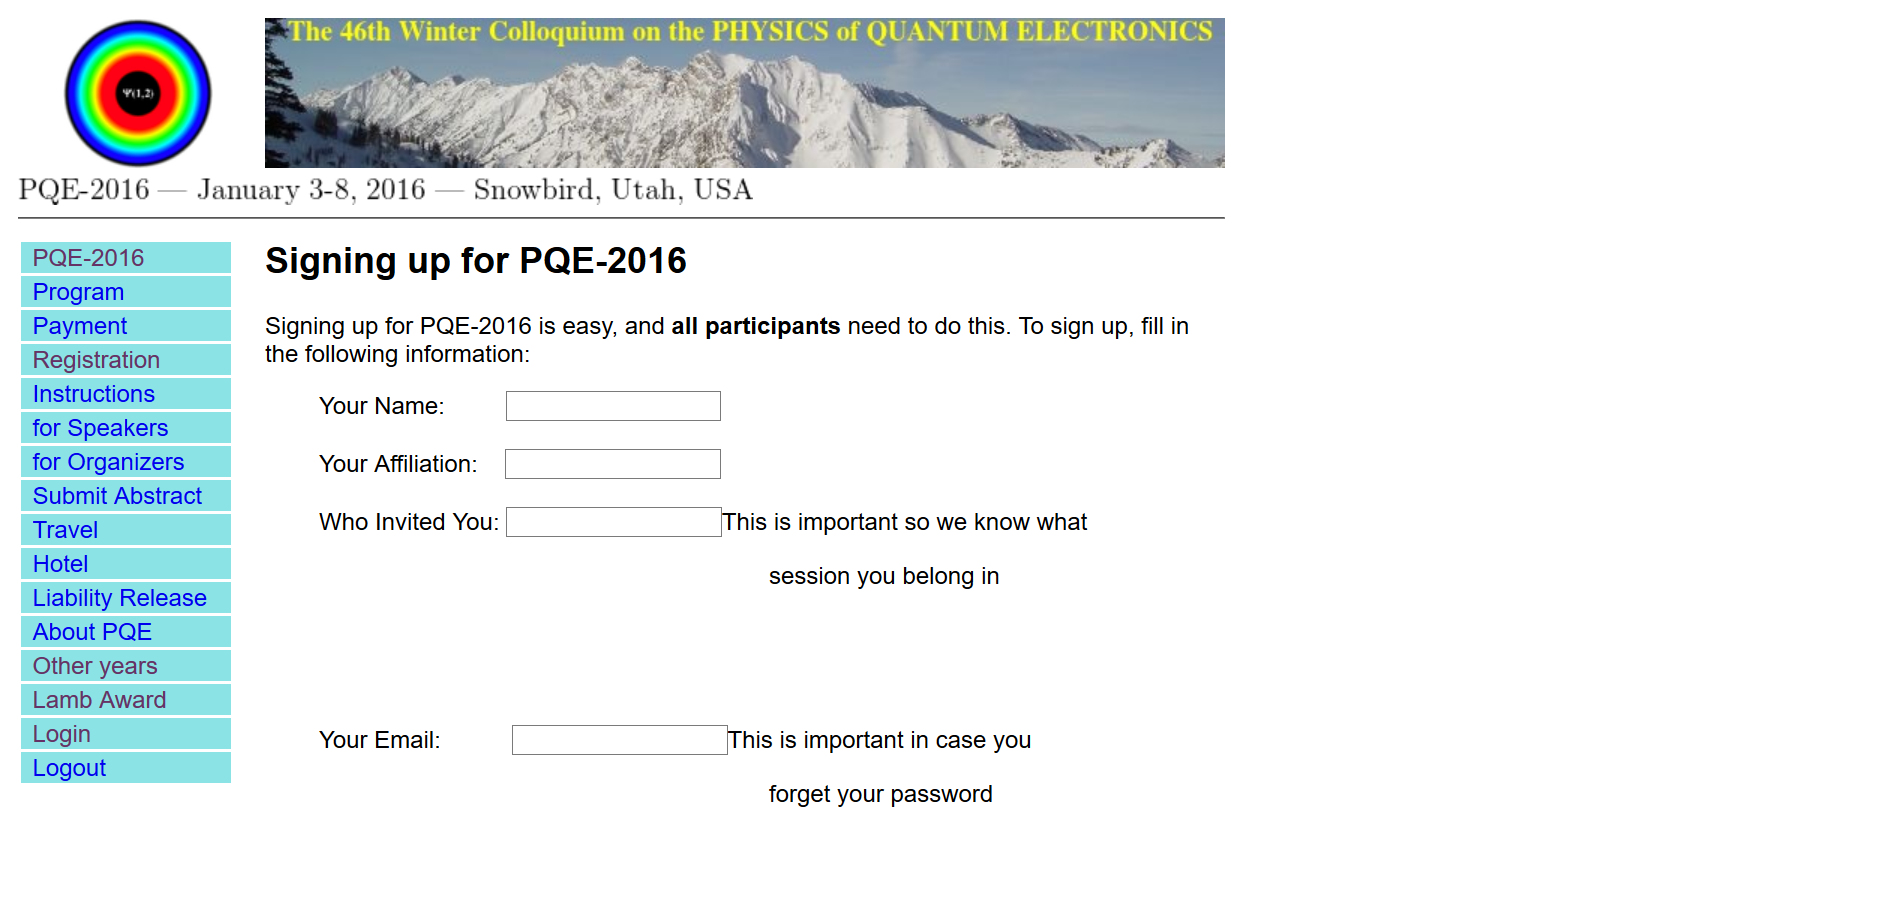 Ψ(1,2)
The 46th Winter Colloquium on the PHYSICS of QUANTUM ELECTRONICS
PQE-2016 — January 3-8, 2016 — Snowbird, Utah, USA
PQE-2016
Program
Payment
Registration
Instructions
for Speakers
for Organizers
Submit Abstract
Travel
Hotel
Liability Release
About PQE
Other years
Lamb Award
Login
Logout
Signing up for PQE-2016
Signing up for PQE-2016 is easy, and all participants need to do this. To sign up, fill in
the following information:
Your Name:
Your Affiliation:
Who Invited You: This is important so we know what
session you belong in
Your Email: This is important in case you
forget your password